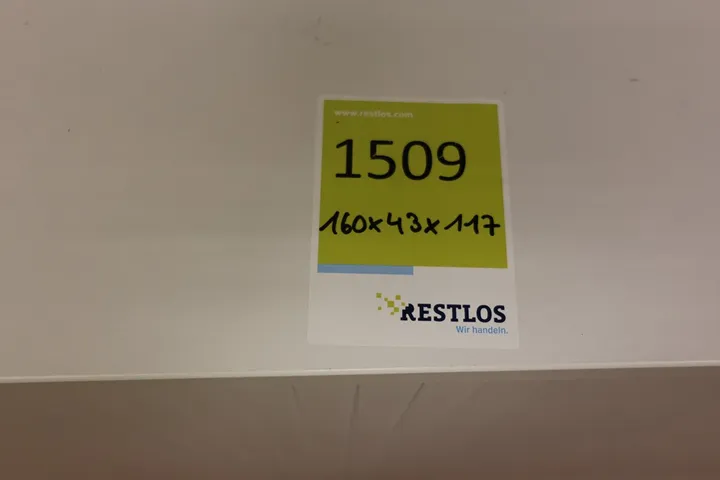 www.restlos.com
1509
160x43x117
RESTLOS
Wir handeln.